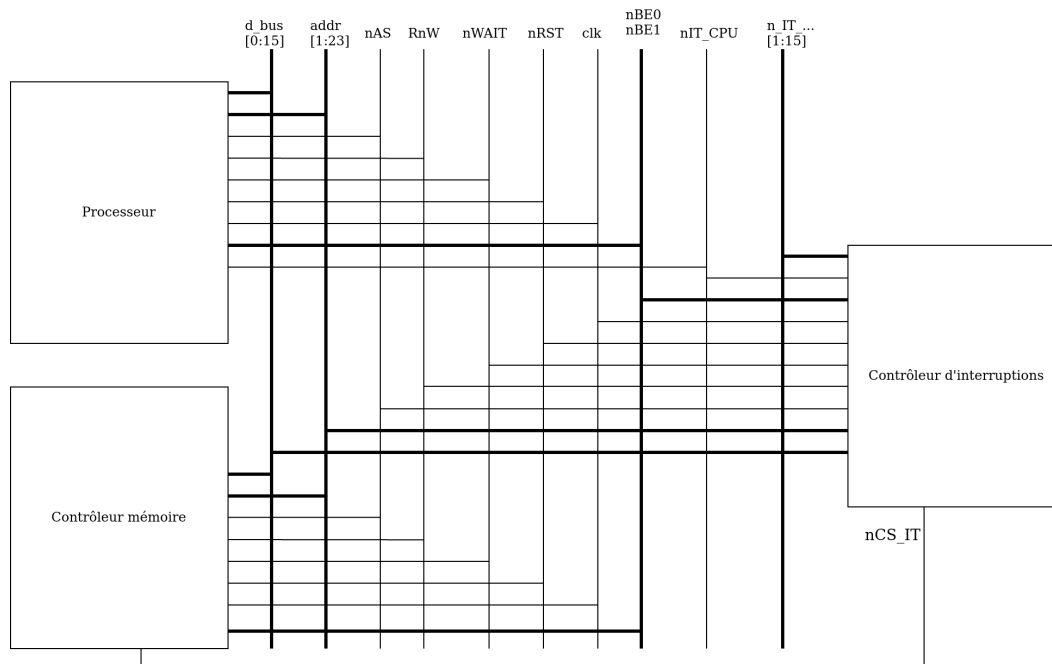 d_bus
[0:15]
addr
[1:23]
nAS
RnW
nWAIT
nRST
clk
nBE0
nBE1
nIT_CPU
n_IT_...
[1:15]
Processeur
Contrôleur d'interruptions
Contrôleur mémoire
nCS_IT